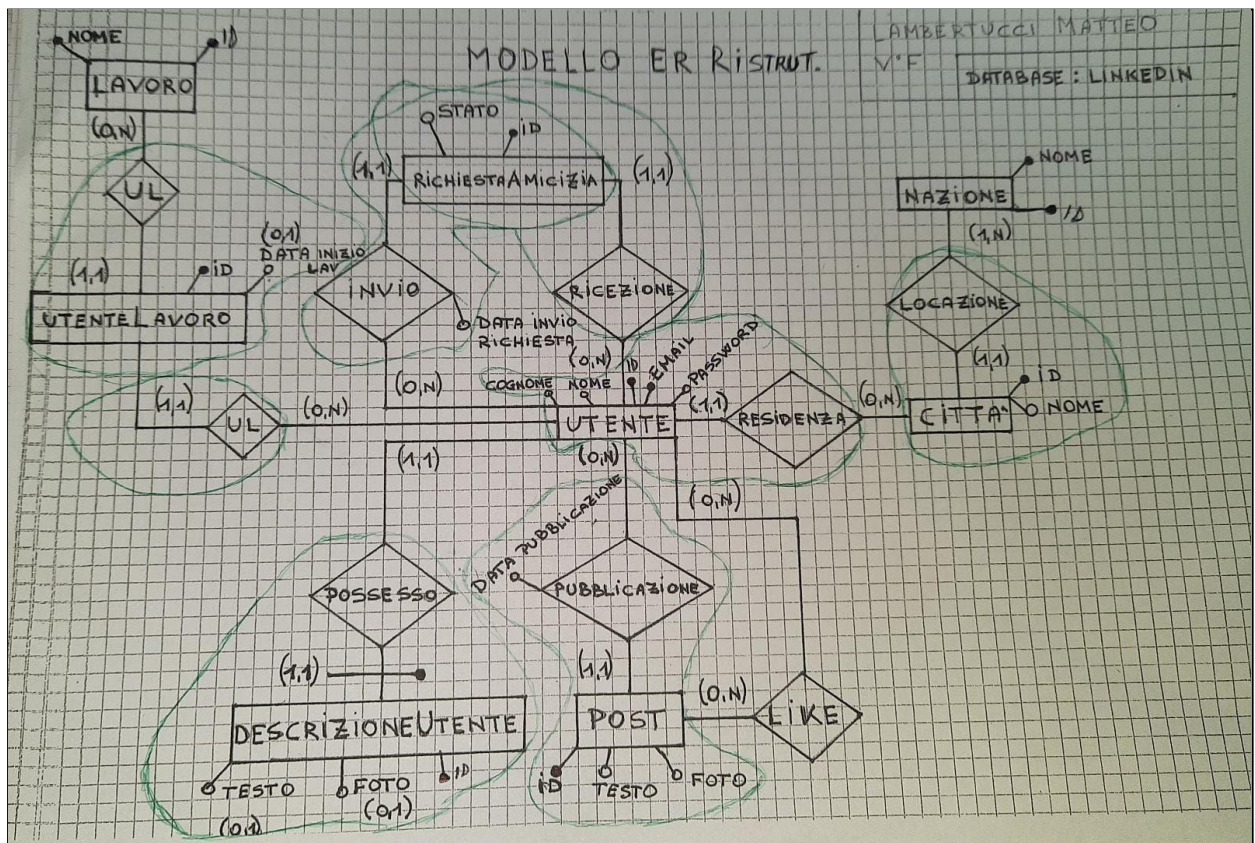 LAMBERTUCCI MATTEO
V°F
DATABASE : LINKEDIN
MODELLO ER RISTRUT.
NOME
ID
LAVORO
(0,N)
UL
(1,1)
ID
(0,1)
DATA INIZIO
LAV
UTENTELAVORO
(1,1)
UL
(0,N)
STATO
ID
(1,1)
RICHIESTAAMICIZIA
(1,1)
INVIO
DATA INVIO
RICHIESTA
(0,N)
RICEZIONE
(0,N)
NOME
NAZIONE
ID
(1,N)
LOCAZIONE
(1,1)
ID
CITTA'
NOME
COGNOME
NOME
ID
EMAIL
PASSWORD
UTENTE
(1,1)
RESIDENZA
(0,N)
(1,1)
(0,N)
(0,N)
POSSESSO
(1,1)
DESCRIZIONEUTENTE
TESTO
(0,1)
FOTO
(0,1)
ID
DATA PUBBLICAZIONE
PUBBLICAZIONE
(1,1)
POST
(0,N)
LIKE
ID
TESTO
FOTO